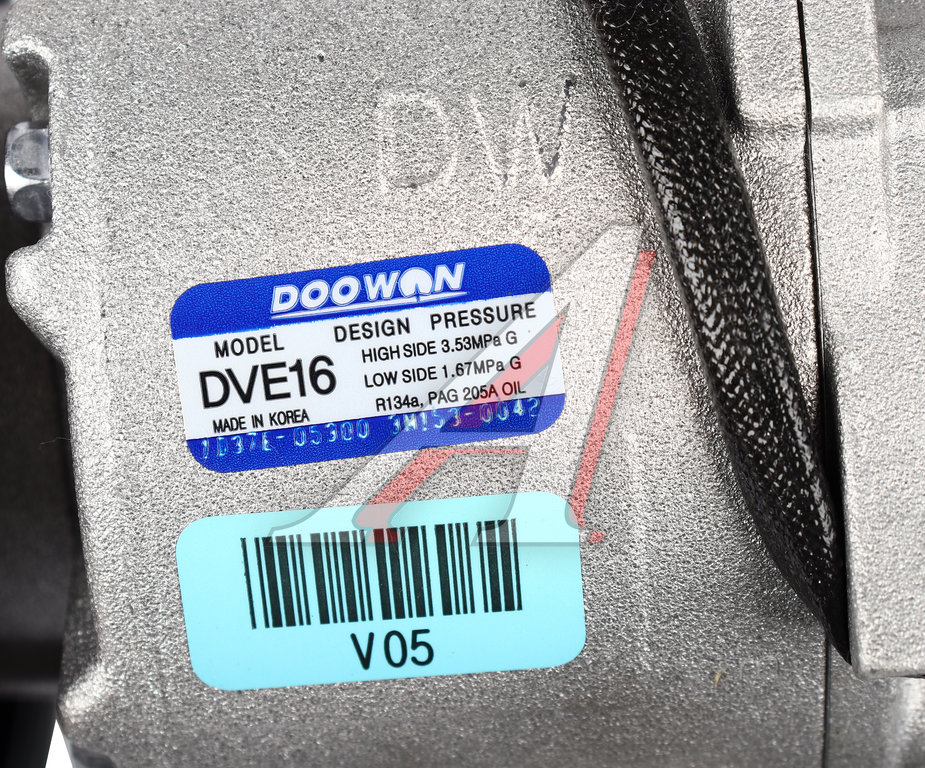 DW
DOOWON
MODEL
DVE16
MADE IN KOREA
DESIGN PRESSURE
HIGH SIDE 3.53MPa G
LOW SIDE 1.67MPa G
R134a, PAG 205A OIL
V05